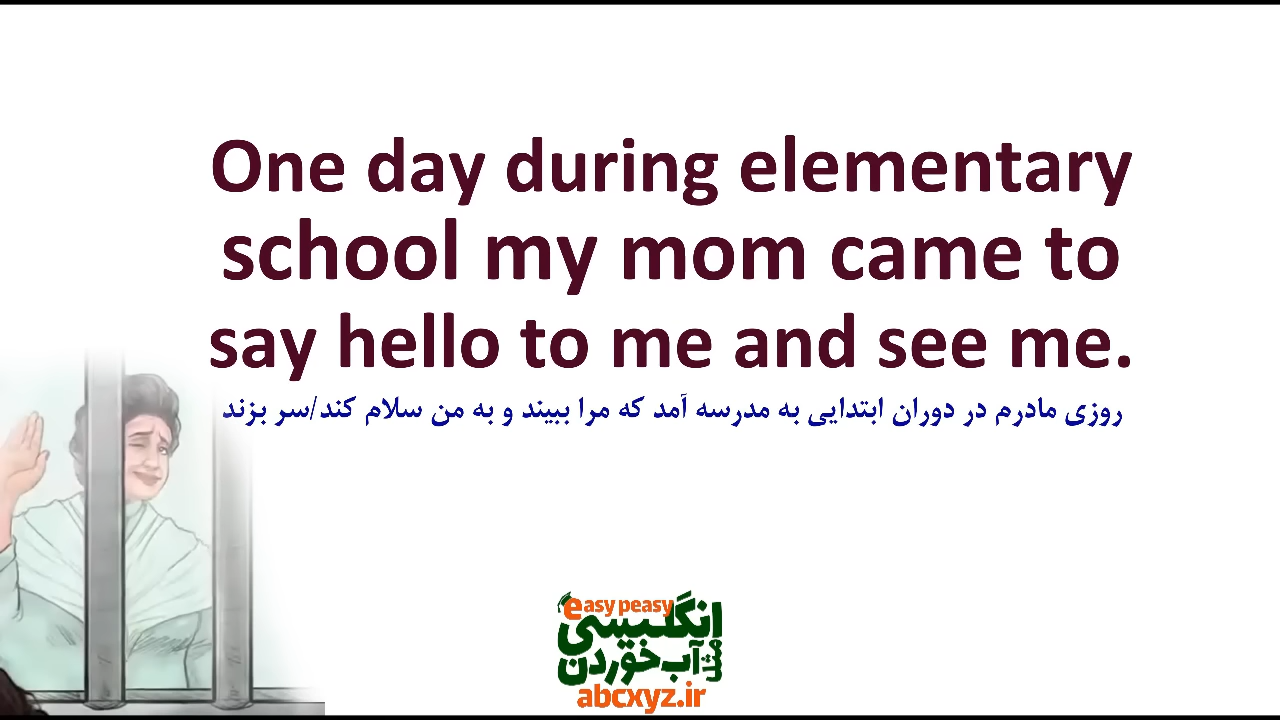 One day during elementary
school my mom came to
say hello to me and see me.
روزی مادرم در دوران ابتدایی به مدرسه آمد که مرا ببیند و به من سلام کند/سر بزند
easy peasy
انگلیسی
مثل آب خوردن
abcxyz.ir